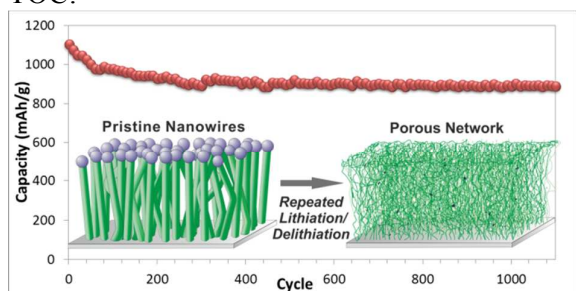 TOC:
1200
1000
800
600
400
200
0
Capacity (mAh/g)
Pristine Nanowires
Porous Network
Repeated
Lithiation/
Delithiation
0
200
400
600
800
1000
Cycle